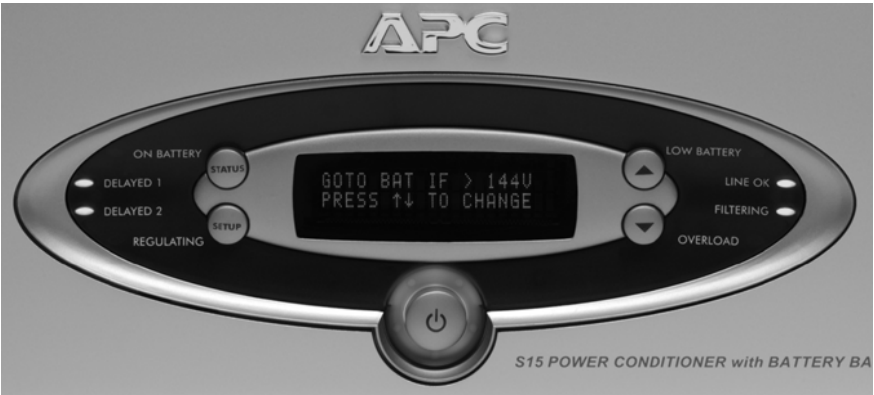 APC
ON BATTERY
STATUS
DELAYED 1
DELAYED 2
SETUP
REGULATING
GOTO BAT IF > 144V
PRESS ↑↓ TO CHANGE
LOW BATTERY
LINE OK
FILTERING
OVERLOAD
S15 POWER CONDITIONER with BATTERY BA